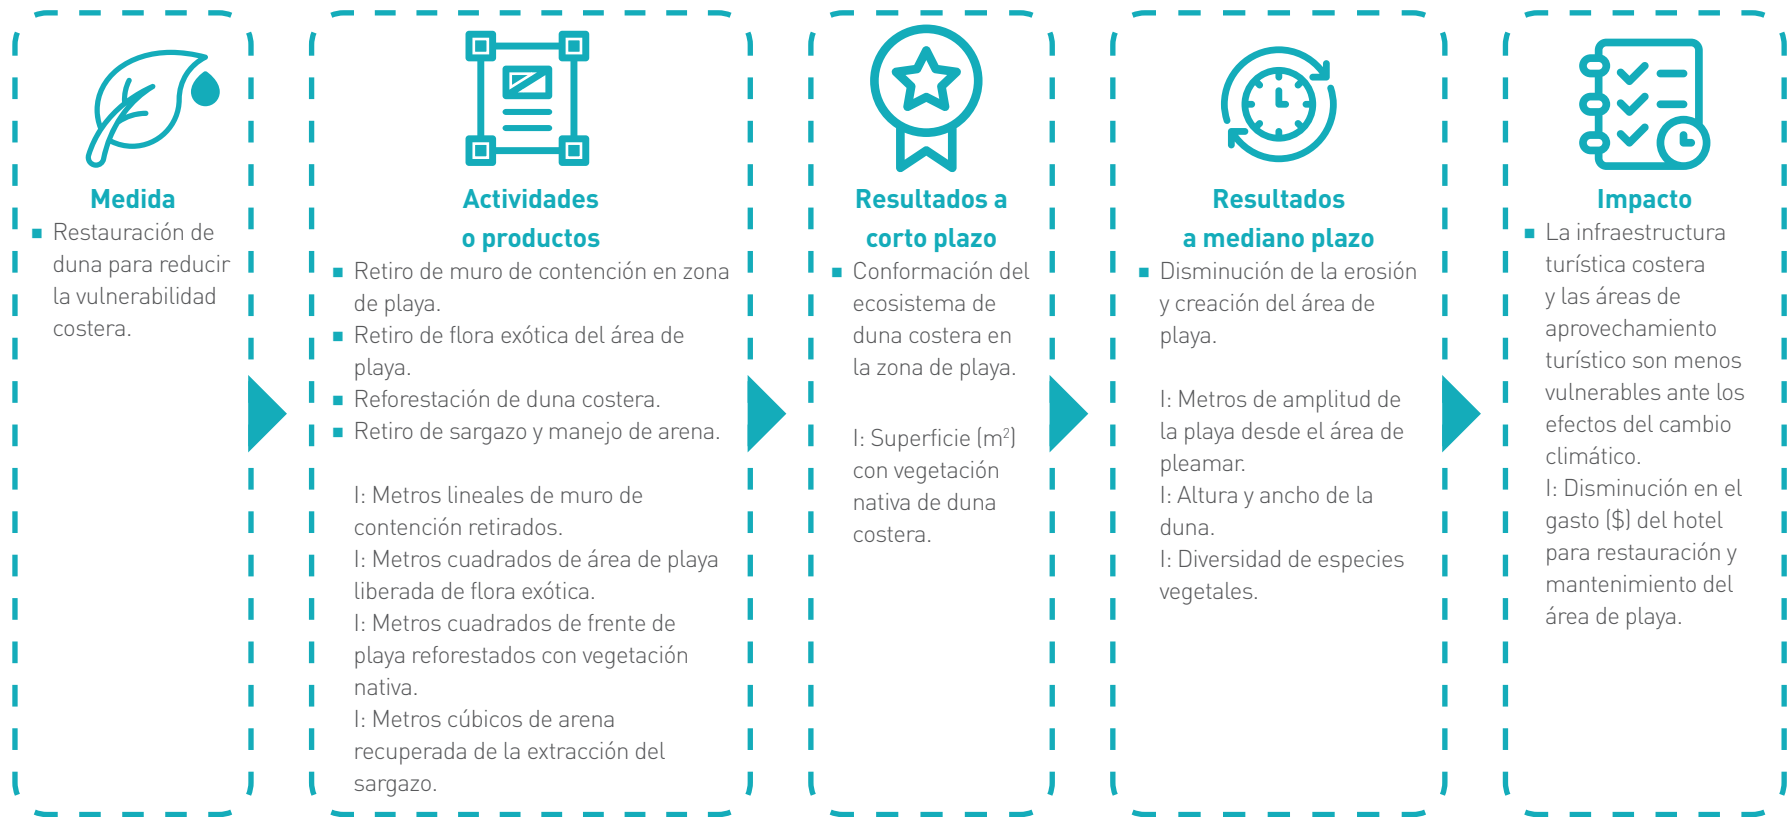 Medida
Restauración de
duna para reducir
la vulnerabilidad
costera.
Actividades
o productos
Retiro de muro de contención en zona
de playa.
Retiro de flora exótica del área de
playa.
Reforestación de duna costera.
Retiro de sargazo y manejo de arena.
I: Metros lineales de muro de
contención retirados.
I: Metros cuadrados de área de playa
liberada de flora exótica.
I: Metros cuadrados de frente de
playa reforestados con vegetación
nativa.
I: Metros cúbicos de arena
recuperada de la extracción del
sargazo.
Resultados a
corto plazo
Conformación del
ecosistema de
duna costera en
la zona de playa.
I: Superficie (m²)
con vegetación
nativa de duna
costera.
Resultados
a mediano plazo
Disminución de la erosión
y creación del área de
playa.
I: Metros de amplitud de
la playa desde el área de
pleamar.
I: Altura y ancho de la
duna.
I: Diversidad de especies
vegetales.
Impacto
La infraestructura
turística costera
y las áreas de
aprovechamiento
turístico son menos
vulnerables ante los
efectos del cambio
climático.
I: Disminución en el
gasto ($) del hotel
para restauración y
mantenimiento del
área de playa.